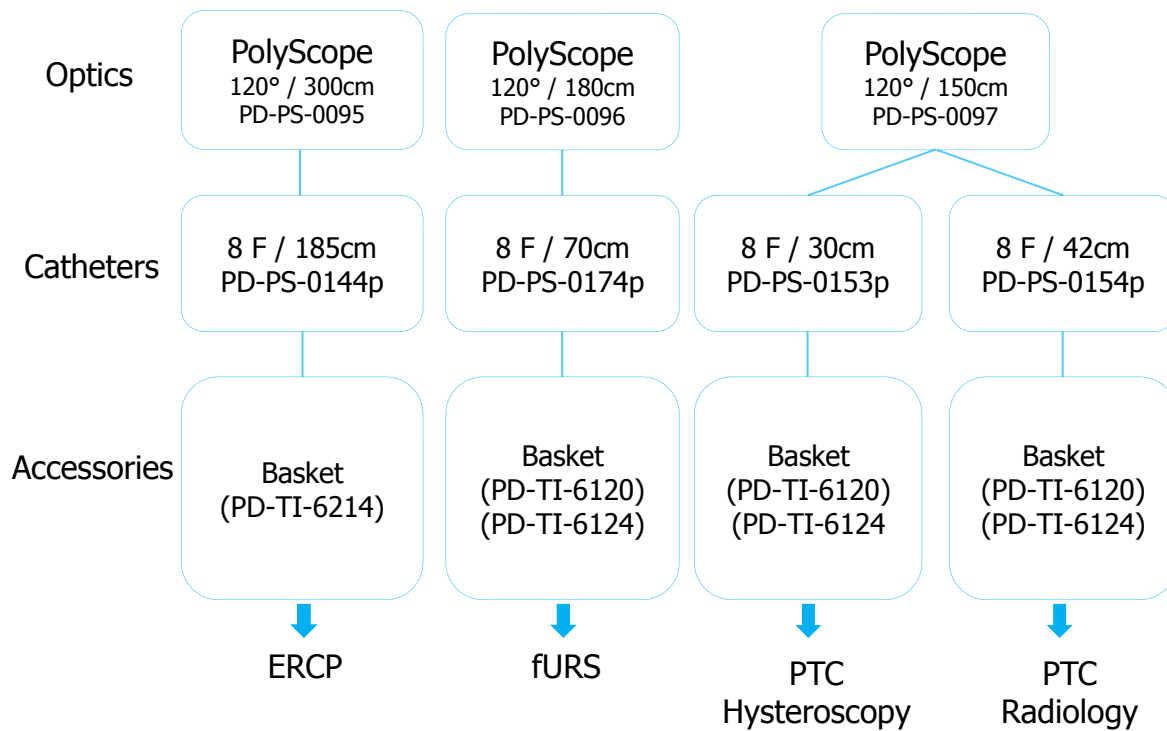 Optics
PolyScope
120° / 300cm
PD-PS-0095
PolyScope
120° / 180cm
PD-PS-0096
PolyScope
120° / 150cm
PD-PS-0097
Catheters
8 F / 185cm
PD-PS-0144p
8 F / 70cm
PD-PS-0174p
8 F / 30cm
PD-PS-0153p
8 F / 42cm
PD-PS-0154p
Accessories
Basket
(PD-TI-6214)
Basket
(PD-TI-6120)
(PD-TI-6124)
Basket
(PD-TI-6120)
(PD-TI-6124
Basket
(PD-TI-6120)
(PD-TI-6124)
ERCP
fURS
PTC
Hysteroscopy
PTC
Radiology